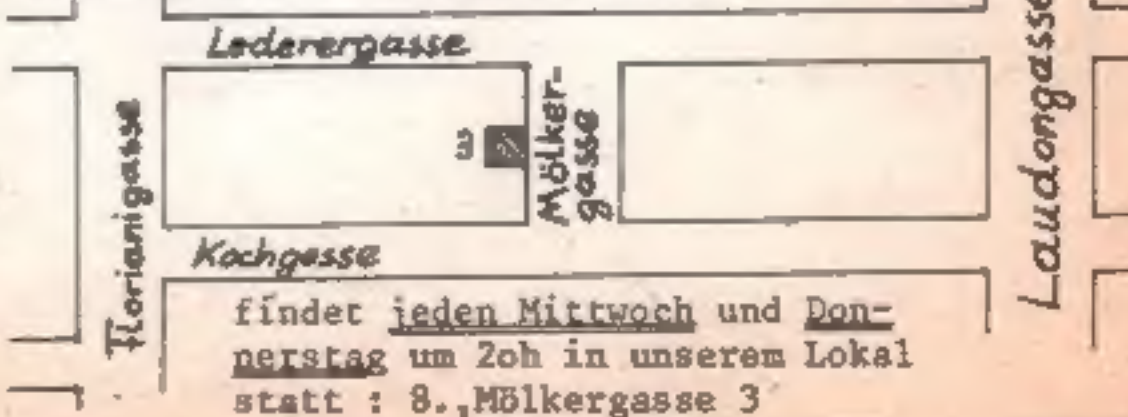 Lederergasse
Florianigasse
3
Mölker-
gasse
Laudongasse
Kochgasse
findet jeden Mittwoch und Don-
nerstag um 2oh in unserem Lokal
statt : 8.,Mölkergasse 3